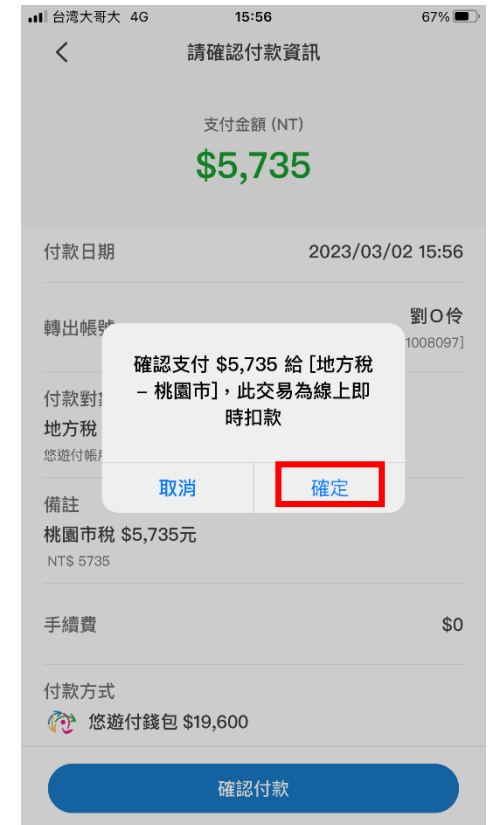 台湾大哥大 4G 15:56 67%
請確認付款資訊
支付金額 (NT)
$5,735
付款日期 2023/03/02 15:56
轉出帳號 劉O伶
1008097]
確認支付 $5,735 給 [地方稅
– 桃園市]，此交易為線上即
時扣款
取消 確定
付款對
地方稅
悠遊付帳
備註
桃園市稅 $5,735元
NT$ 5735
手續費 $0
付款方式
悠遊付錢包 $19,600
確認付款